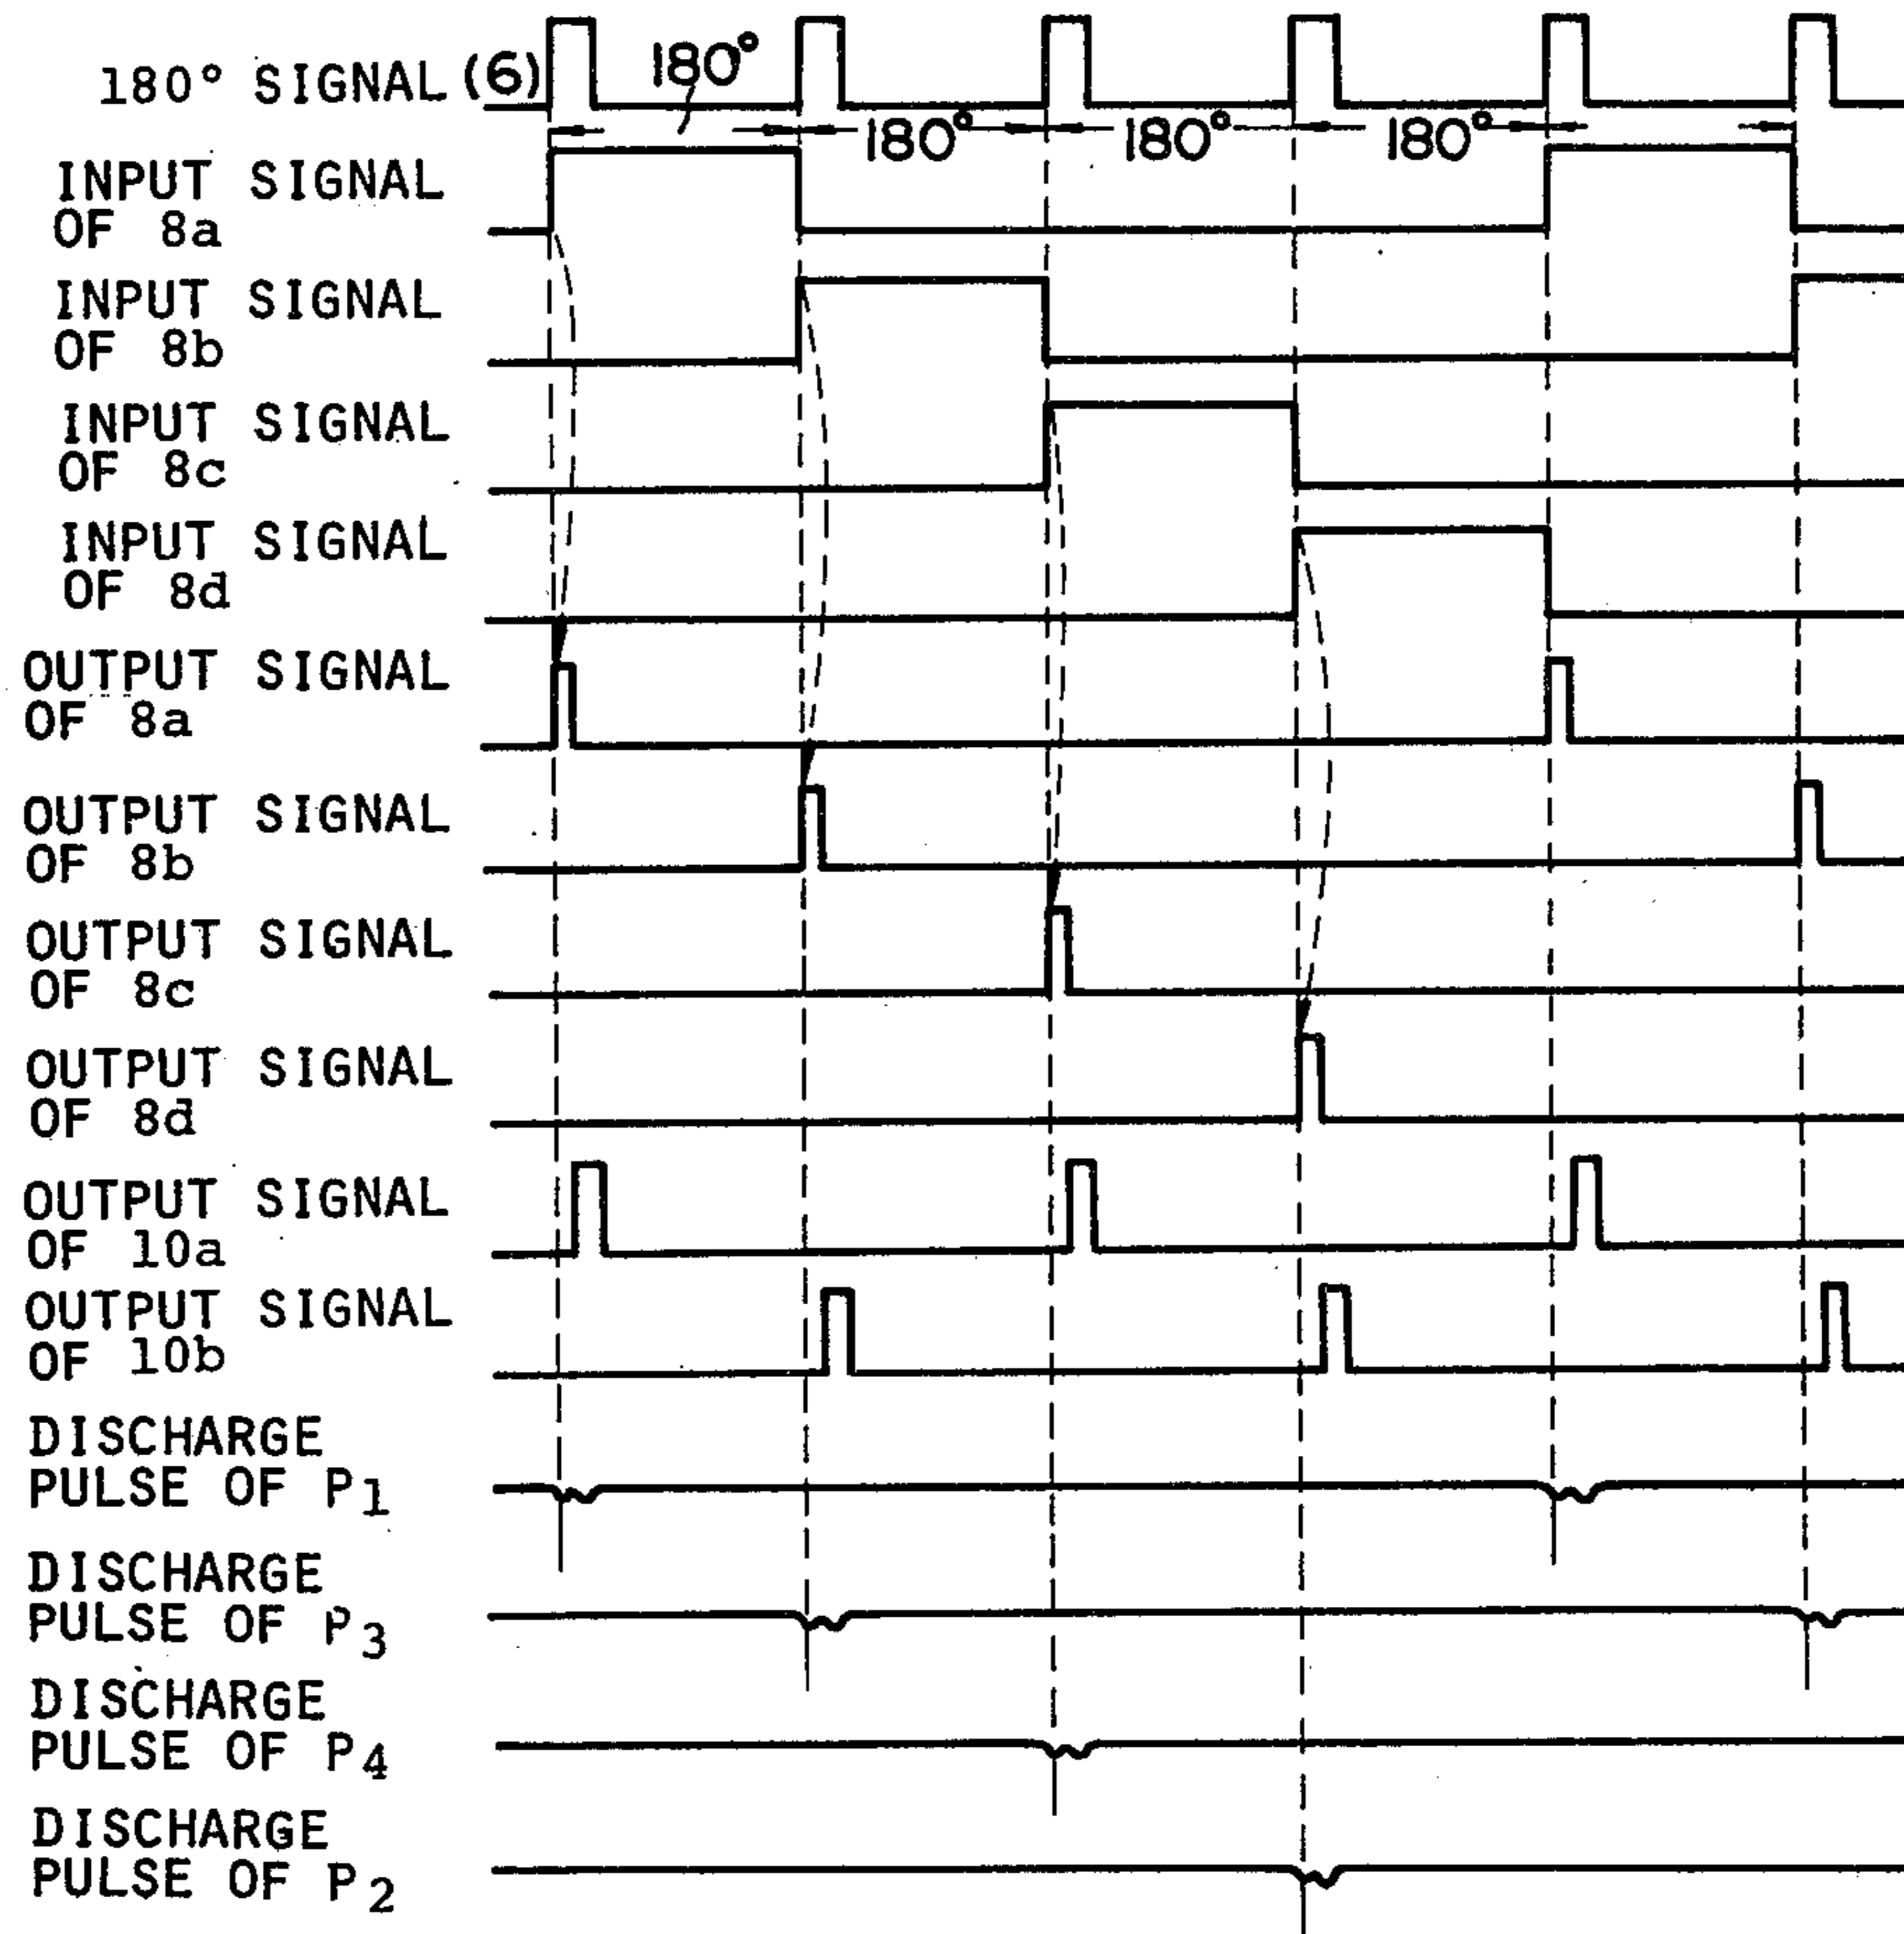 180° SIGNAL (6)
180°
180°
180°
180°
INPUT SIGNAL
OF 8a
INPUT SIGNAL
OF 8b
INPUT SIGNAL
OF 8c
INPUT SIGNAL
OF 8d
OUTPUT SIGNAL
OF 8a
OUTPUT SIGNAL
OF 8b
OUTPUT SIGNAL
OF 8c
OUTPUT SIGNAL
OF 8d
OUTPUT SIGNAL
OF 10a
OUTPUT SIGNAL
OF 10b
DISCHARGE
PULSE OF P1
DISCHARGE
PULSE OF P3
DISCHARGE
PULSE OF P4
DISCHARGE
PULSE OF P2